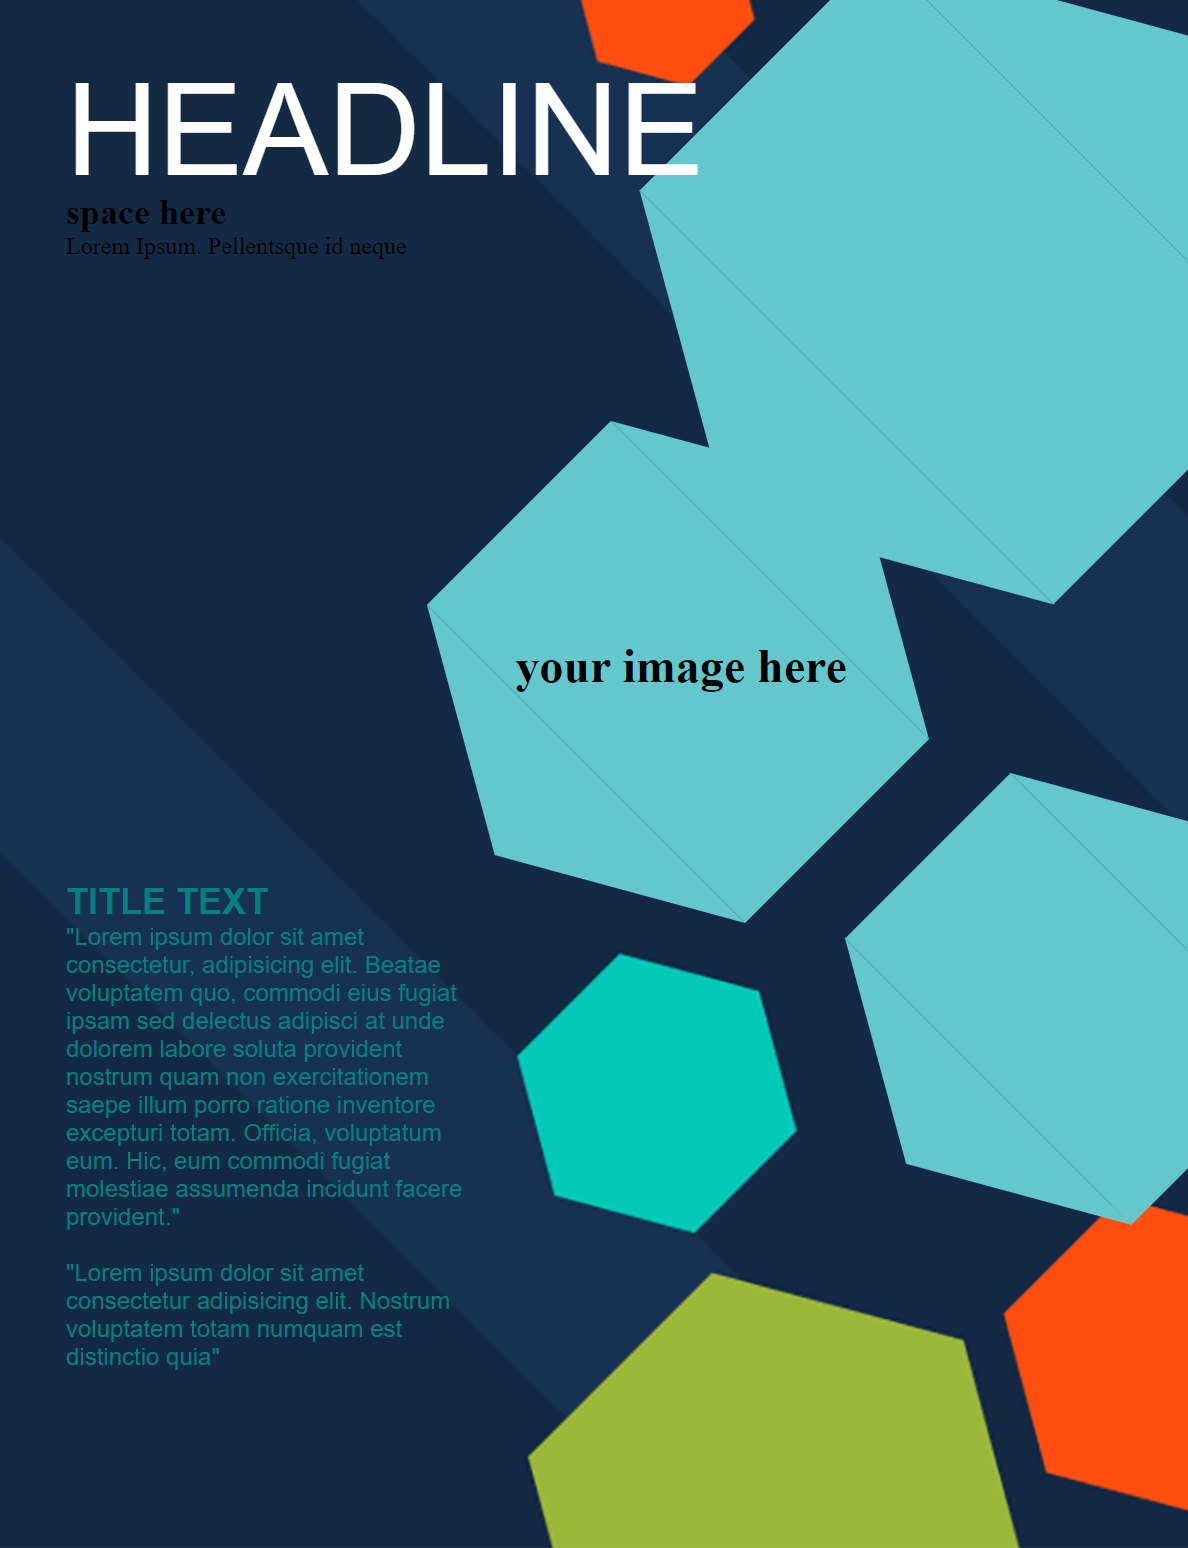 HEADLINE
space here
Lorem Ipsum. Pellentsque id neque
your image here
TITLE TEXT
"Lorem ipsum dolor sit amet
consectetur, adipisicing elit. Beatae
voluptatem quo, commodi eius fugiat
ipsam sed delectus adipisci at unde
dolorem labore soluta provident
nostrum quam non exercitationem
saepe illum porro ratione inventore
excepturi totam. Officia, voluptatum
eum. Hic, eum commodi fugiat
molestiae assumenda incidunt facere
provident."
"Lorem ipsum dolor sit amet
consectetur adipisicing elit. Nostrum
voluptatem totam numquam est
distinctio quia"